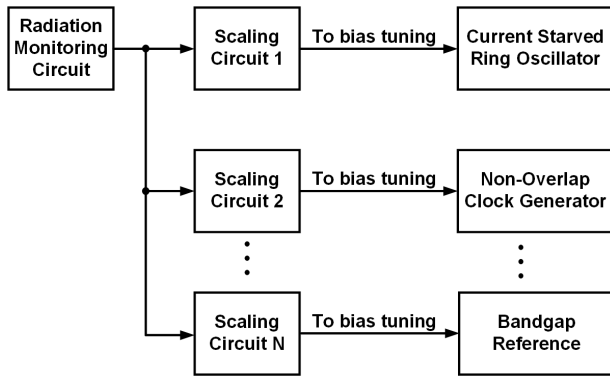 Radiation
Monitoring
Circuit
Scaling
Circuit 1
To bias tuning
Current Starved
Ring Oscillator
Scaling
Circuit 2
To bias tuning
Non-Overlap
Clock Generator
Scaling
Circuit N
To bias tuning
Bandgap
Reference